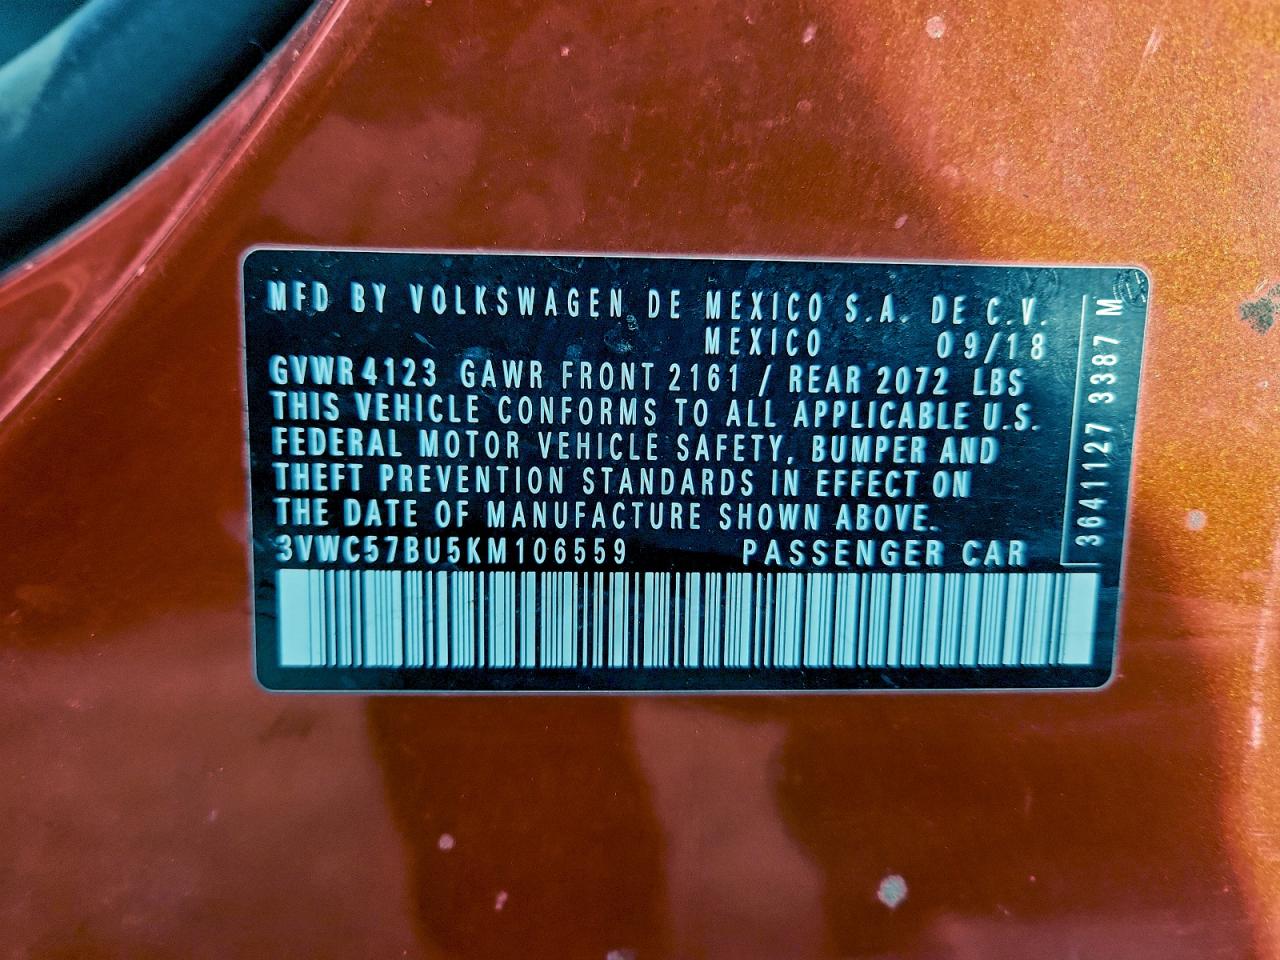 MFD BY VOLKSWAGEN DE MEXICO S.A. DE C.V.
MEXICO 09/18
GVWR 4123 GAWR FRONT 2161 / REAR 2072 LBS
THIS VEHICLE CONFORMS TO ALL APPLICABLE U.S.
FEDERAL MOTOR VEHICLE SAFETY, BUMPER AND
THEFT PREVENTION STANDARDS IN EFFECT ON
THE DATE OF MANUFACTURE SHOWN ABOVE.
3VWC57BU5KM106559 PASSENGER CAR
3641127 3387 M